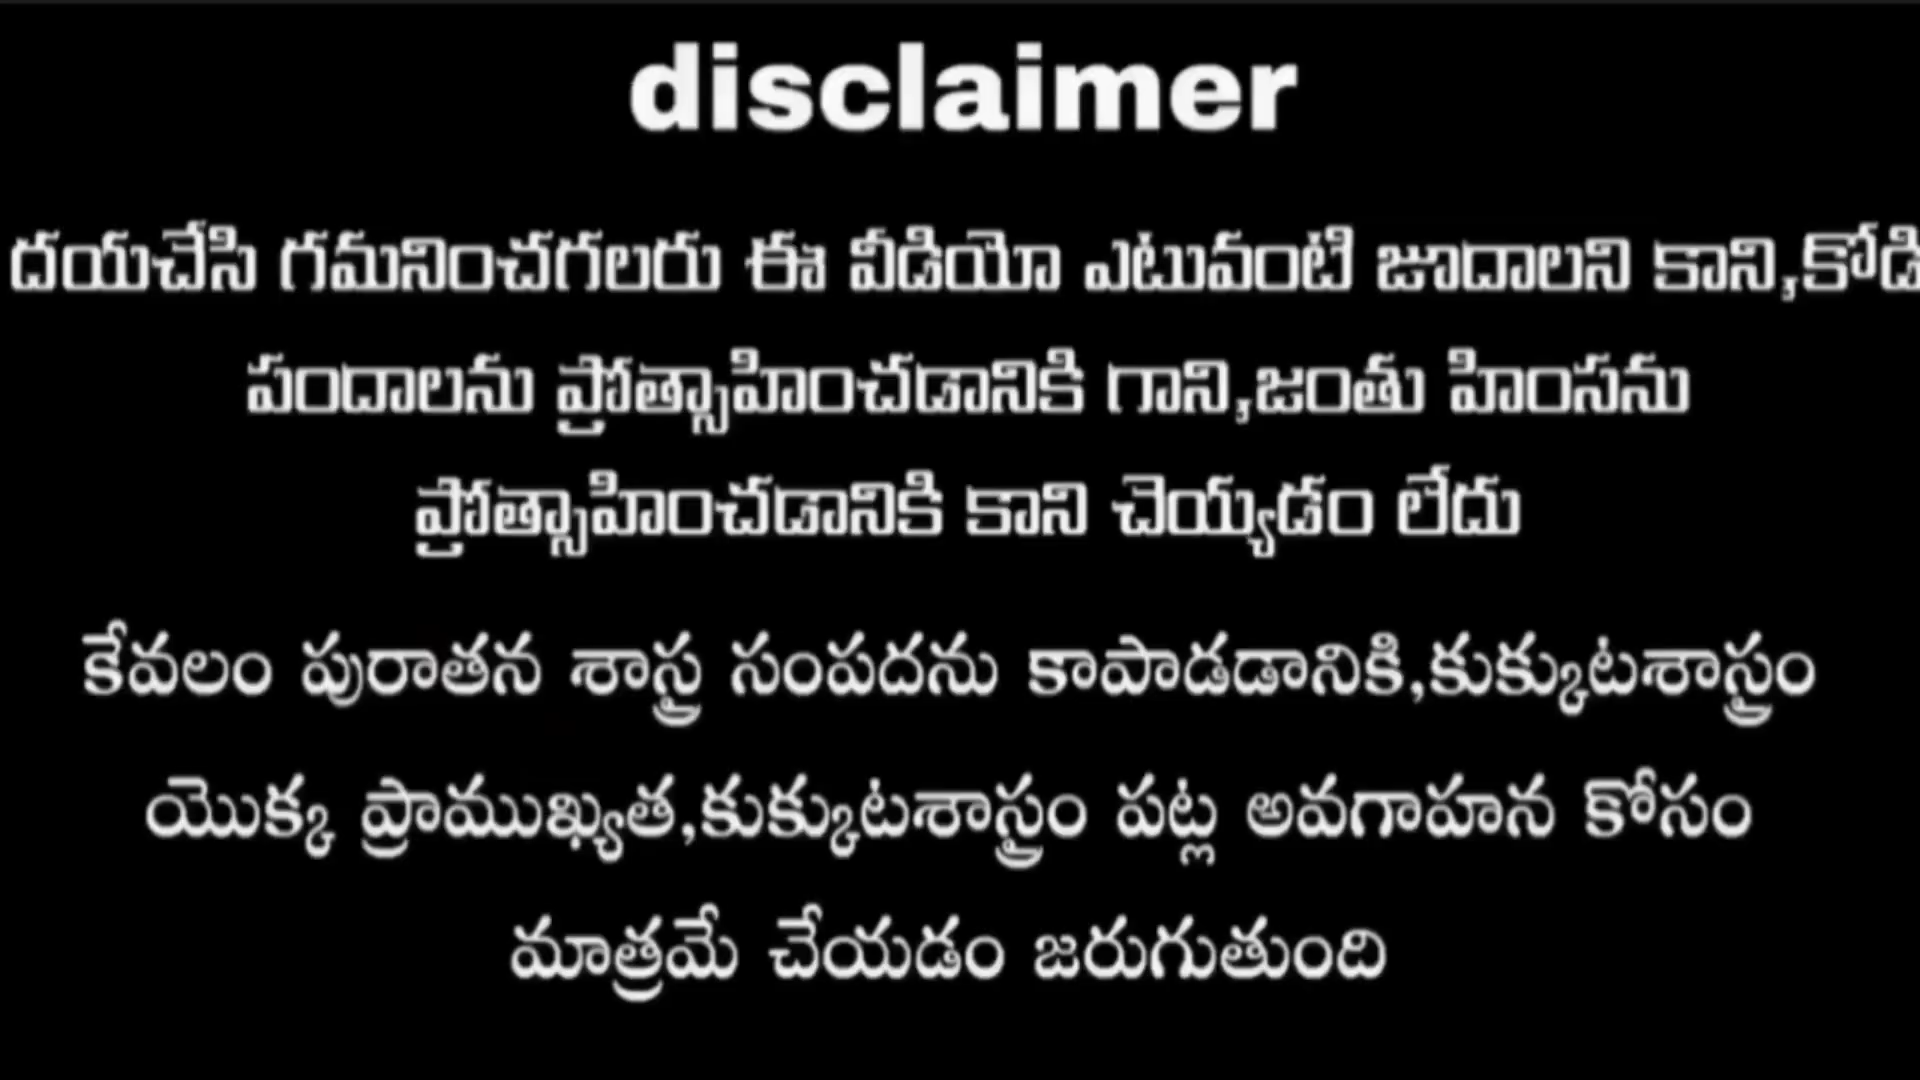 disclaimer
దయచేసి గమనించగలరు ఈ వీడియో ఎటువంటి జూదాలని కాని,కోడి
పందాలను ప్రోత్సాహించడానికి గాని,జంతు హింసను
ప్రోత్సాహించడానికి కాని చెయ్యడం లేదు
కేవలం పురాతన శాస్త్ర సంపదను కాపాడడానికి,కుక్కుటశాస్త్రం
యొక్క ప్రాముఖ్యత,కుక్కుటశాస్త్రం పట్ల అవగాహన కోసం
మాత్రమే చేయడం జరుగుతుంది